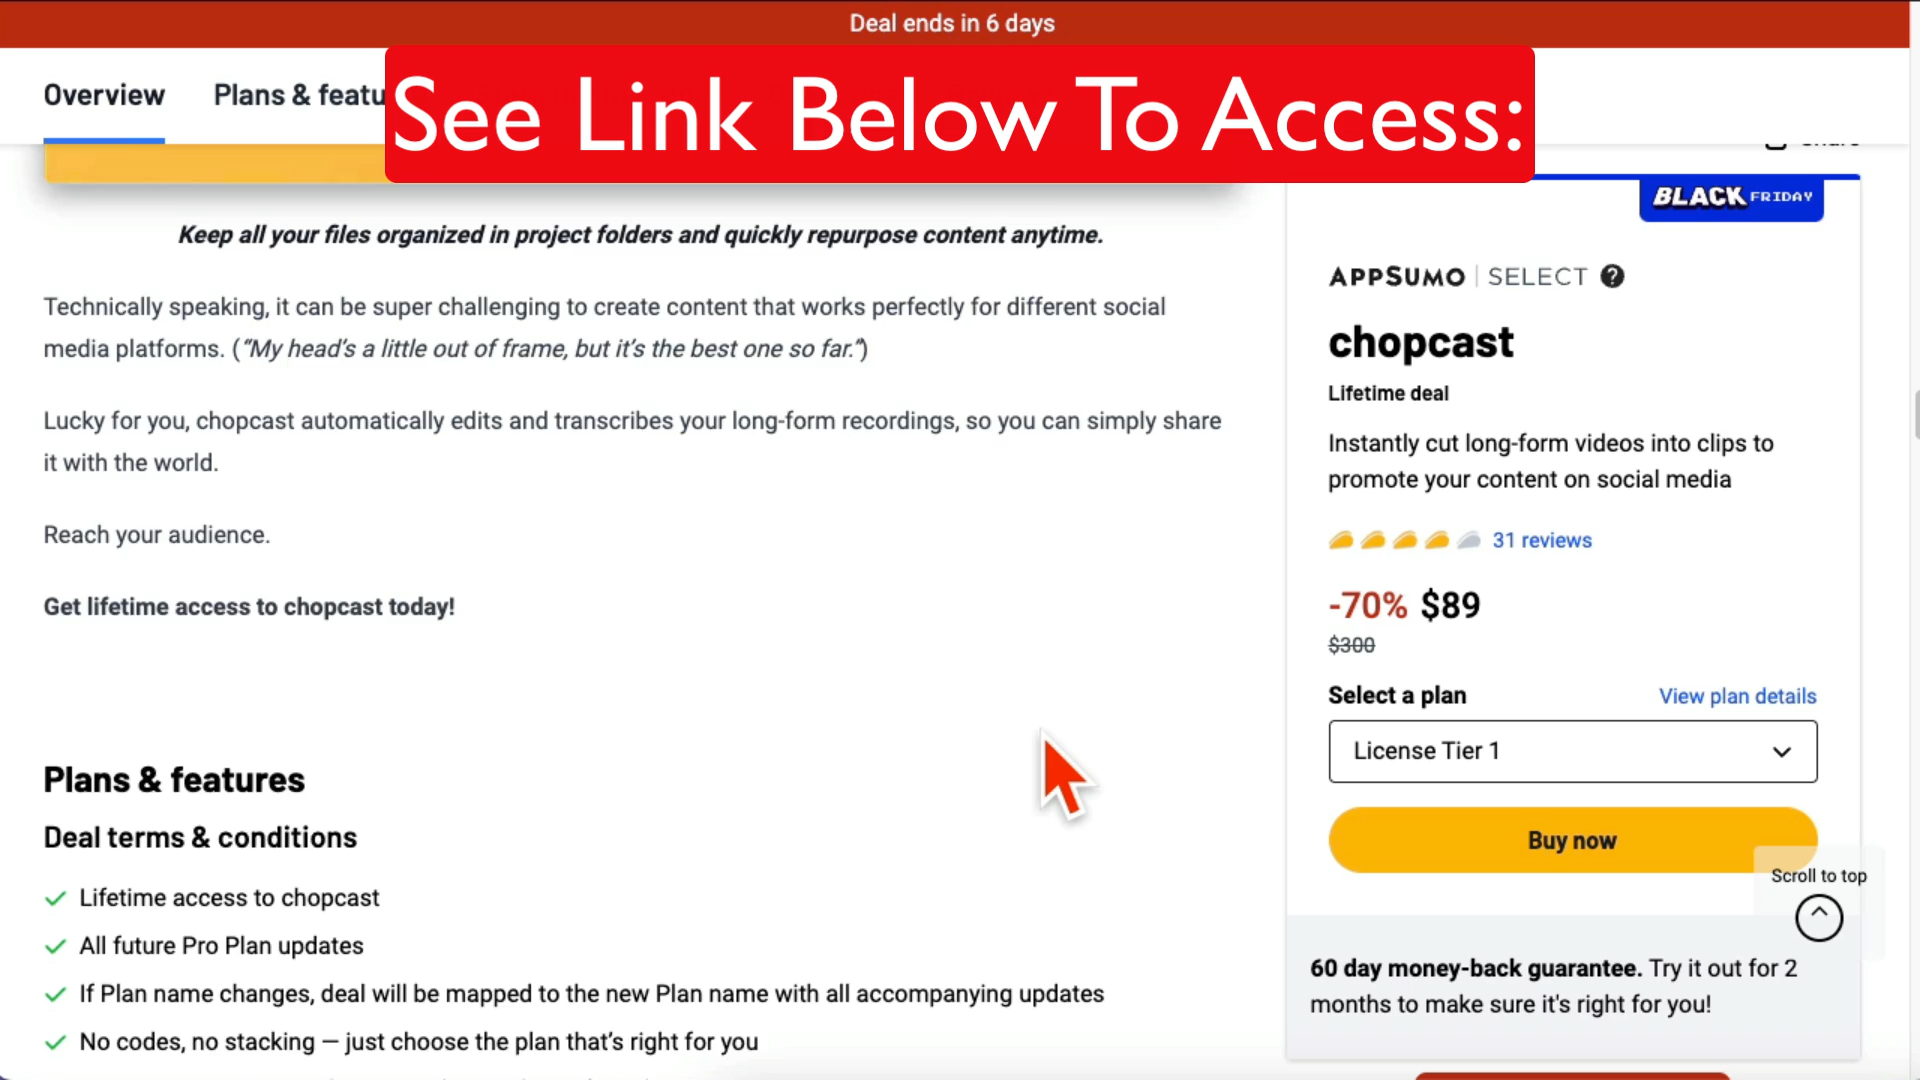 Deal ends in 6 days
Overview
Plans & featu
See Link Below To Access:
BLACK FRIDAY
Keep all your files organized in project folders and quickly repurpose content anytime.
Technically speaking, it can be super challenging to create content that works perfectly for different social
media platforms. (“My head’s a little out of frame, but it’s the best one so far.”)
Lucky for you, chopcast automatically edits and transcribes your long-form recordings, so you can simply share
it with the world.
Reach your audience.
Get lifetime access to chopcast today!
Plans & features
Deal terms & conditions
Lifetime access to chopcast
All future Pro Plan updates
If Plan name changes, deal will be mapped to the new Plan name with all accompanying updates
No codes, no stacking — just choose the plan that’s right for you
APPSUMO | SELECT ?
chopcast
Lifetime deal
Instantly cut long-form videos into clips to
promote your content on social media
31 reviews
-70% $89
$300
Select a plan
View plan details
License Tier 1
Buy now
Scroll to top
60 day money-back guarantee. Try it out for 2
months to make sure it's right for you!